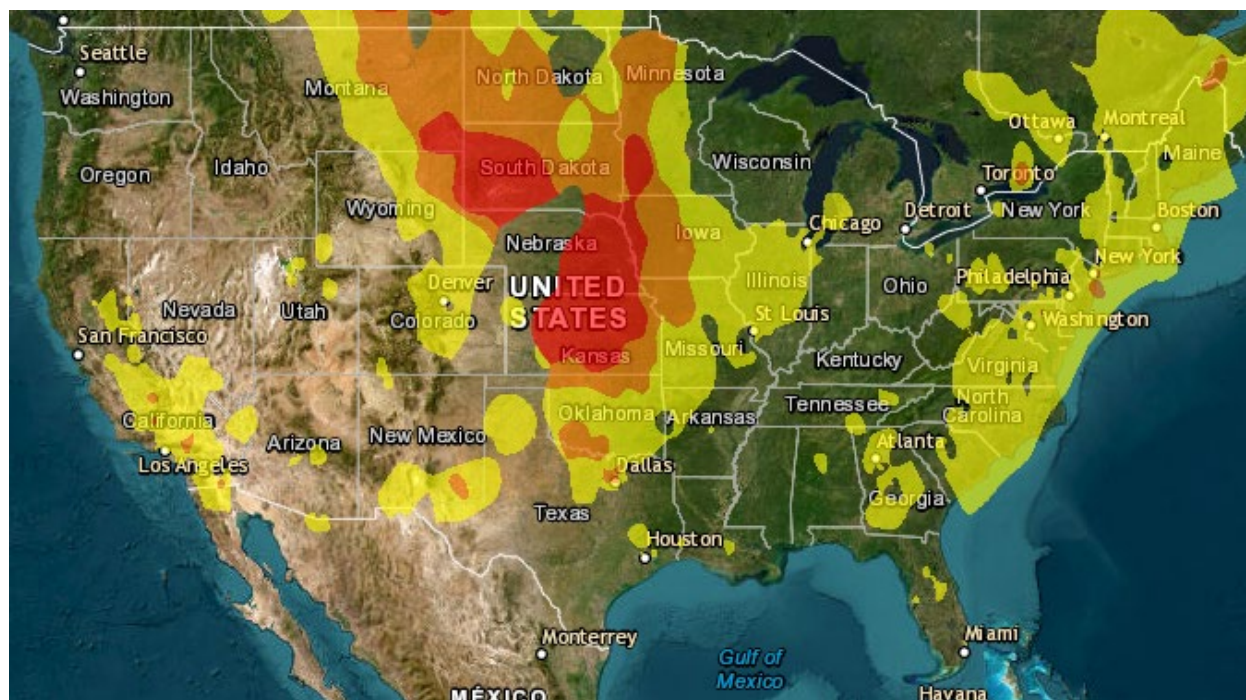 Seattle
Washington
Montana
North Dakota
Minnesota
Ottawa
Montreal
Maine
Oregon
Idaho
South Dakota
Wisconsin
Toronto
Wyoming
Nebraska
Iowa
Chicago
Detroit
New York
Boston
Nevada
Utah
Denver
Colorado
UNITED
STATES
Illinois
Ohio
Philadelphia
New York
San Francisco
Kansas
Missouri
St Louis
Kentucky
Washington
Virginia
California
Arizona
New Mexico
Oklahoma
Arkansas
Tennessee
North
Carolina
Los Angeles
Dallas
Atlanta
Texas
Georgia
Houston
Monterrey
Gulf of
Mexico
Miami
MÉXICO
Havana